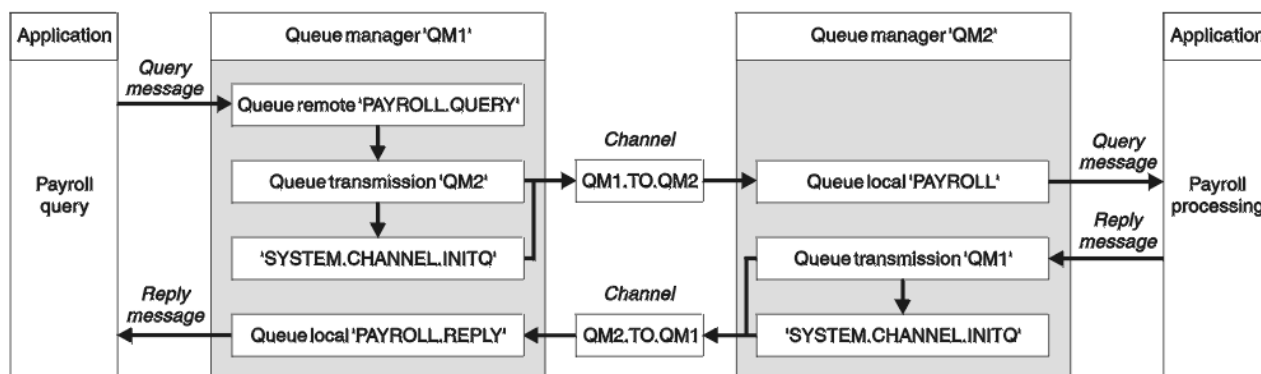 Application
Queue manager 'QM1'
Queue manager 'QM2'
Application
Query
message
Queue remote 'PAYROLL.QUERY'
Channel
Query
message
Payroll
query
Queue transmission 'QM2'
QM1.TO.QM2
Queue local 'PAYROLL'
Payroll
processing
Reply
message
'SYSTEM.CHANNEL.INITQ'
Queue transmission 'QM1'
Reply
message
Channel
Queue local 'PAYROLL.REPLY'
QM2.TO.QM1
'SYSTEM.CHANNEL.INITQ'